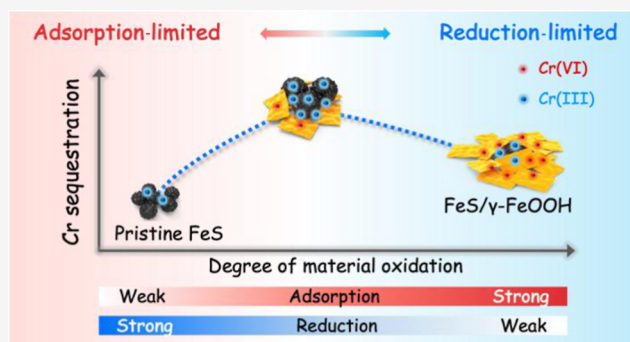 Adsorption-limited
Reduction-limited
Cr(VI)
Cr(III)
Cr sequestration
Pristine FeS
FeS/γ-FeOOH
Degree of material oxidation
Weak Adsorption Strong
Strong Reduction Weak